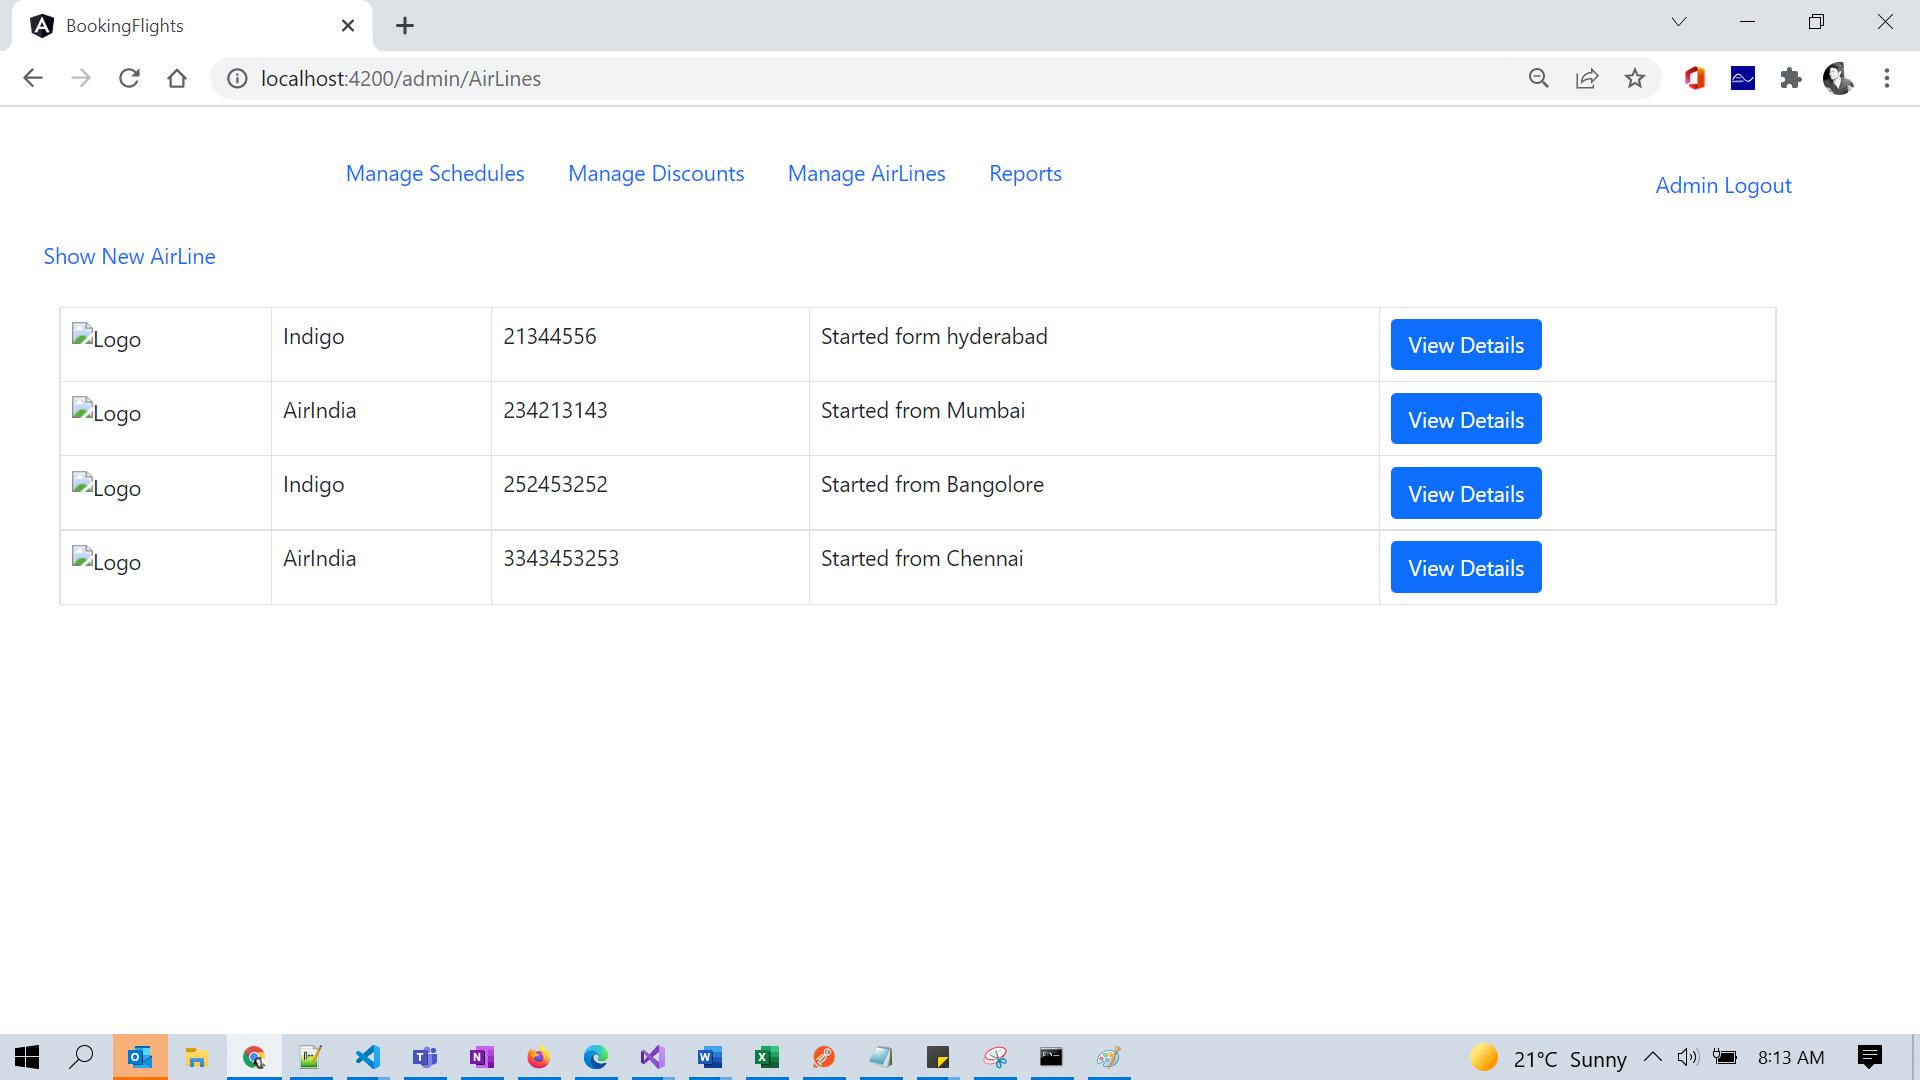 BookingFlights
localhost:4200/admin/AirLines
Manage Schedules Manage Discounts Manage AirLines Reports
Admin Logout
Show New AirLine
Logo Indigo 21344556 Started form hyderabad View Details
Logo AirIndia 234213143 Started from Mumbai View Details
Logo Indigo 252453252 Started from Bangolore View Details
Logo AirIndia 3343453253 Started from Chennai View Details
21°C Sunny 8:13 AM